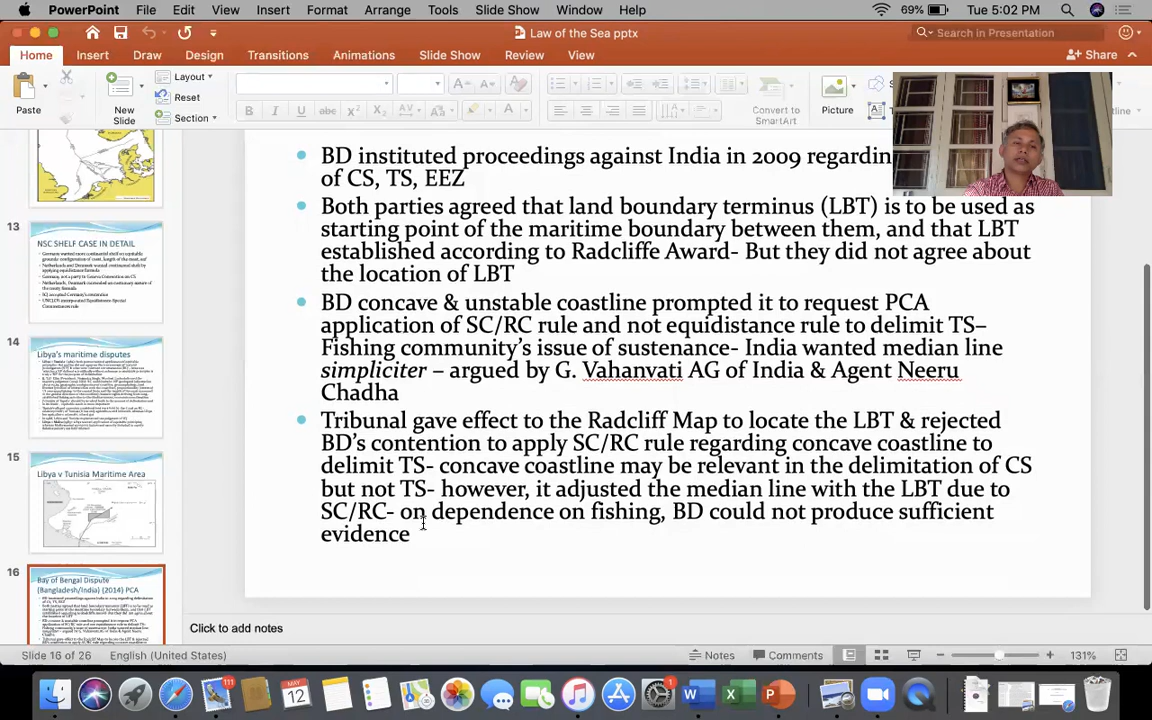 PowerPoint File Edit View Insert Format Arrange Tools Slide Show Window Help 69% Tue 5:02 PM
Law of the Sea pptx
Search in Presentation
Home Insert Draw Design Transitions Animations Slide Show Review View Share
Paste
New
Slide
Layout
Reset
Section
Convert to
SmartArt
Picture
BD instituted proceedings against India in 2009 regarding
of CS, TS, EEZ
Both parties agreed that land boundary terminus (LBT) is to be used as
starting point of the maritime boundary between them, and that LBT
established according to Radcliffe Award- But they did not agree about
the location of LBT
BD concave & unstable coastline prompted it to request PCA
application of SC/RC rule and not equidistance rule to delimit TS–
Fishing community's issue of sustenance- India wanted median line
simpliciter – argued by G. Vahanvati AG of India & Agent Neeru
Chadha
Tribunal gave effect to the Radcliff Map to locate the LBT & rejected
BD's contention to apply SC/RC rule regarding concave coastline to
delimit TS- concave coastline may be relevant in the delimitation of CS
but not TS- however, it adjusted the median line with the LBT due to
SC/RC- on dependence on fishing, BD could not produce sufficient
evidence
13
NSC SHELF CASE IN DETAIL
14
Libya's maritime disputes
15
Libya v Tunisia Maritime Area
16
Bay of Bengal Dispute
(Bangladesh/India) (2014) PCA
Click to add notes
Slide 16 of 26 English (United States) Notes Comments 131%
111
MAY
12
1